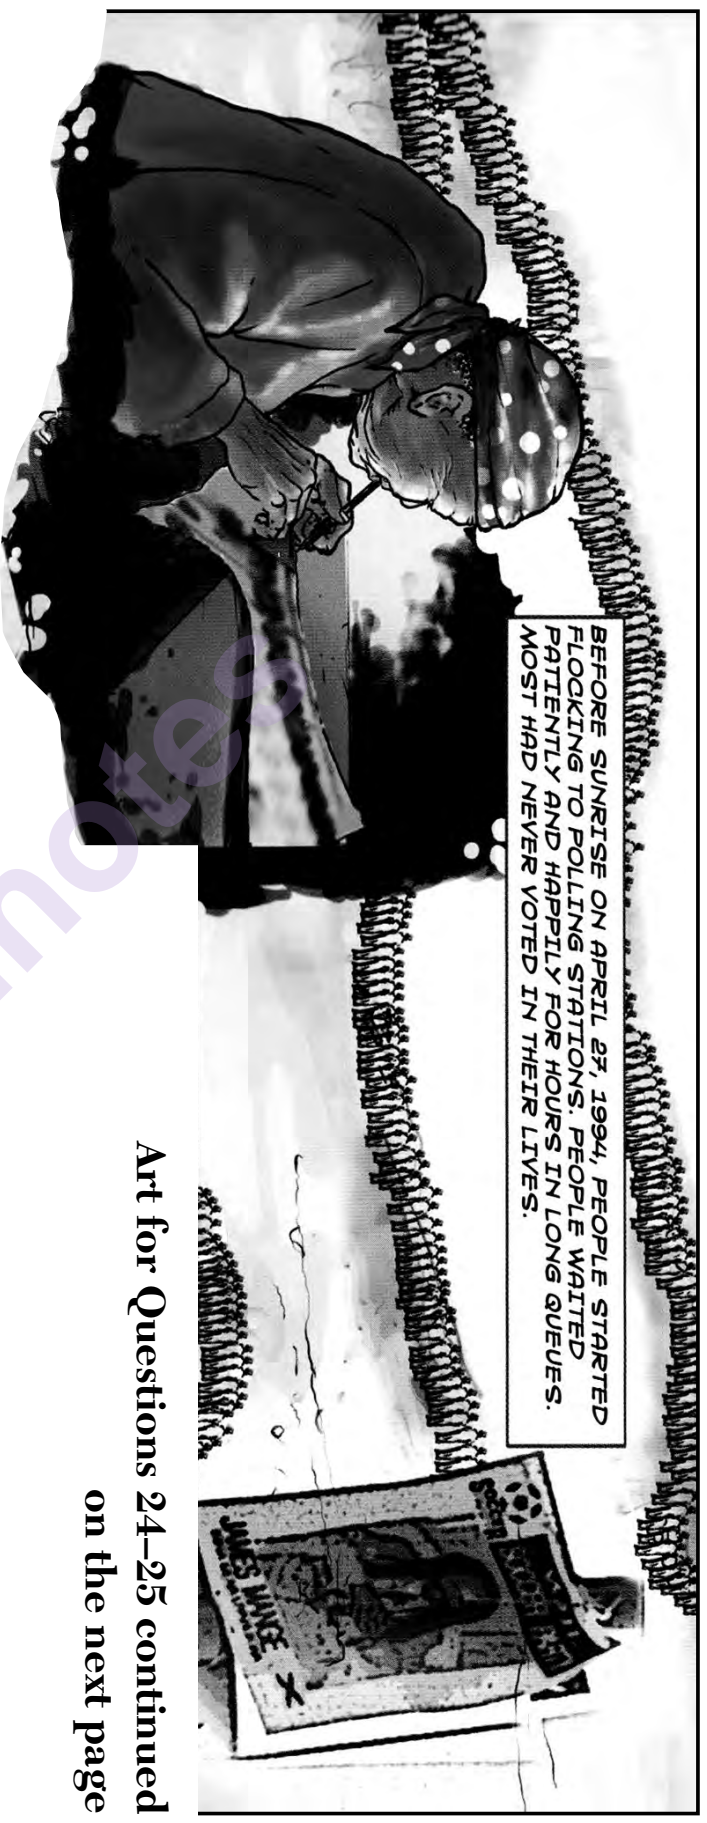 BEFORE SUNRISE ON APRIL 27, 1994, PEOPLE STARTED
FLOCKING TO POLLING STATIONS. PEOPLE WAITED
PATIENTLY AND HAPPILY FOR HOURS IN LONG QUEUES.
MOST HAD NEVER VOTED IN THEIR LIVES.
Soccer
JAMES MANGE
X
Art for Questions 24–25 continued
on the next page
notes